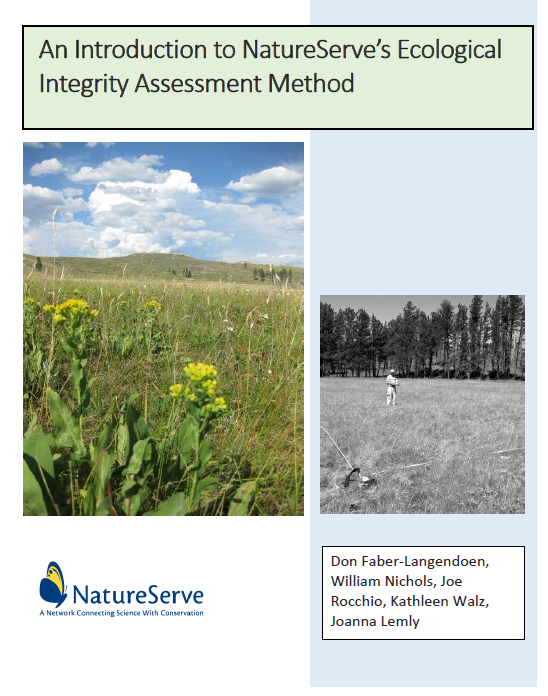 An Introduction to NatureServe’s Ecological
Integrity Assessment Method
NatureServe
A Network Connecting Science With Conservation
Don Faber-Langendoen,
William Nichols, Joe
Rocchio, Kathleen Walz,
Joanna Lemly